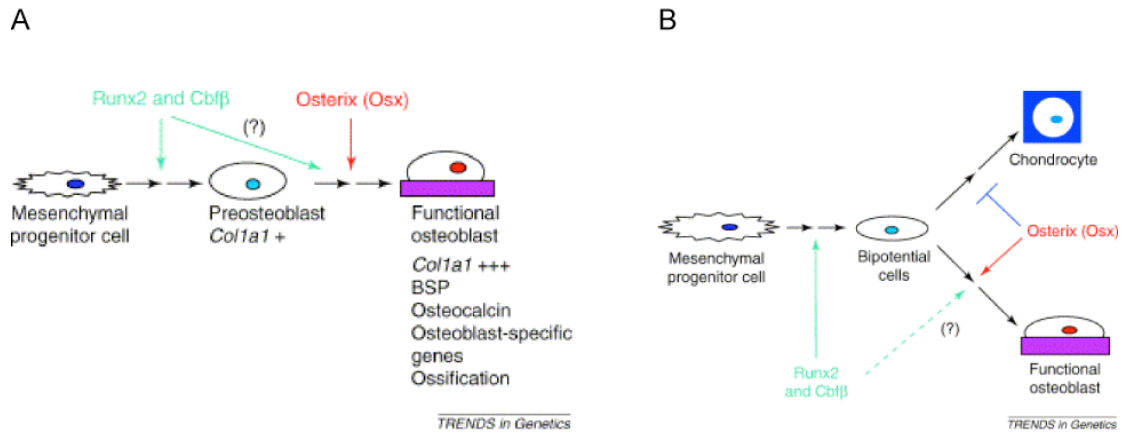 A
Runx2 and Cbfβ
Osterix (Osx)
(?)
Mesenchymal
progenitor cell
Preosteoblast
Col1a1 +
Functional
osteoblast
Col1a1 +++
BSP
Osteocalcin
Osteoblast-specific
genes
Ossification
TRENDS in Genetics
B
Chondrocyte
Osterix (Osx)
Mesenchymal
progenitor cell
Bipotential
cells
(?)
Runx2
and Cbfβ
Functional
osteoblast
TRENDS in Genetics